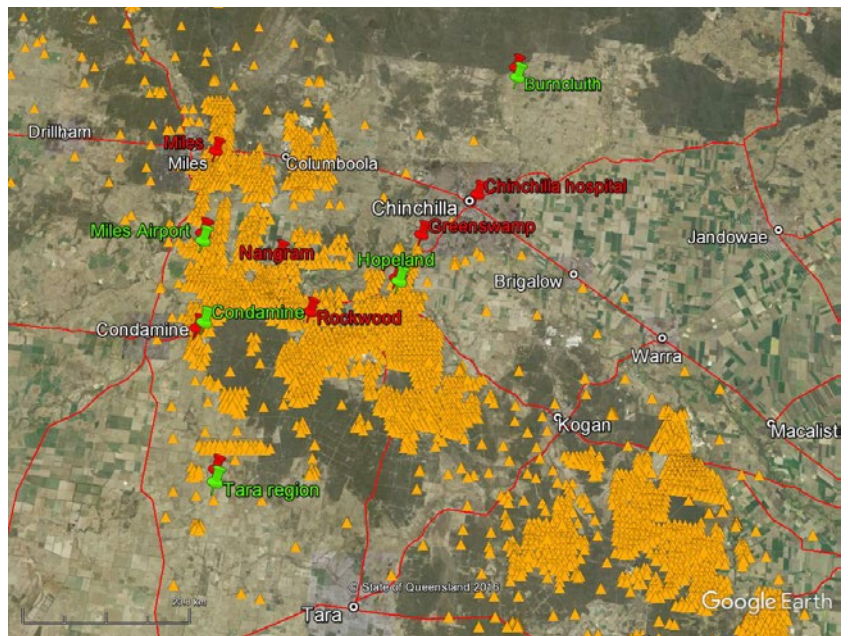 Burncluith
Drillham
Miles
Miles
Columboola
Chinchilla hospital
Chinchilla
Greenswamp
Miles Airport
Jandowae
Nangram
Hopeland
Brigalow
Condamine
Rockwood
Condamine
Warra
Kogan
Macalist
Tara region
© State of Queensland 2016
Google Earth
Tara